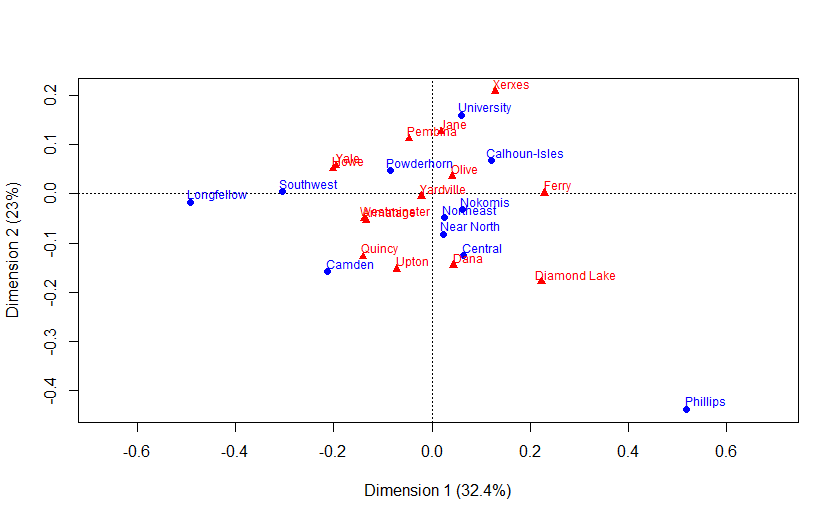 Xerxes
University
Jane
Pembina
Calhoun-Isles
Yale
Howe
Powderhorn
Olive
Southwest
Ferry
Yardville
Longfellow
Nokomis
Westminster
Armatage
Northeast
Near North
Quincy
Central
Dana
Upton
Camden
Diamond Lake
Phillips
0.2
0.1
0.0
-0.1
-0.2
-0.3
-0.4
Dimension 2 (23%)
-0.6 -0.4 -0.2 0.0 0.2 0.4 0.6
Dimension 1 (32.4%)